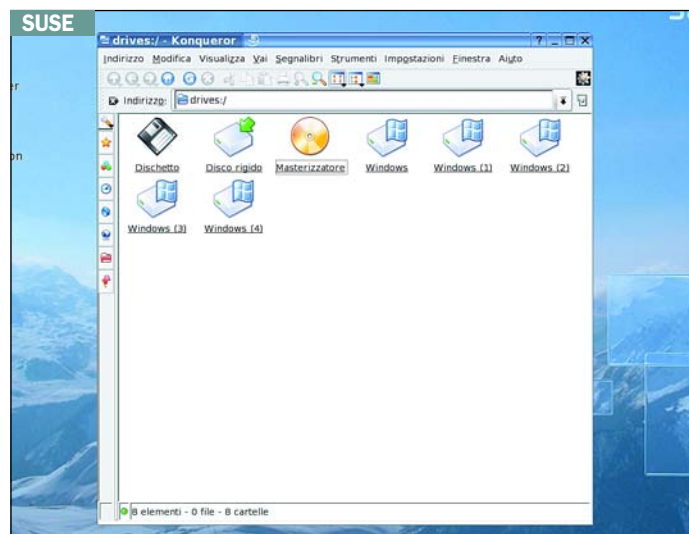 SUSE
drives:/ - Konqueror
Indirizzo Modifica Visualizza Vai Segnalibri Strumenti Impostazioni Finestra Aiuto
Indirizzo: drives:/
Dischetto Disco rigido Masterizzatore Windows Windows (1) Windows (2)
Windows (3) Windows (4)
8 elementi - 0 file - 8 cartelle